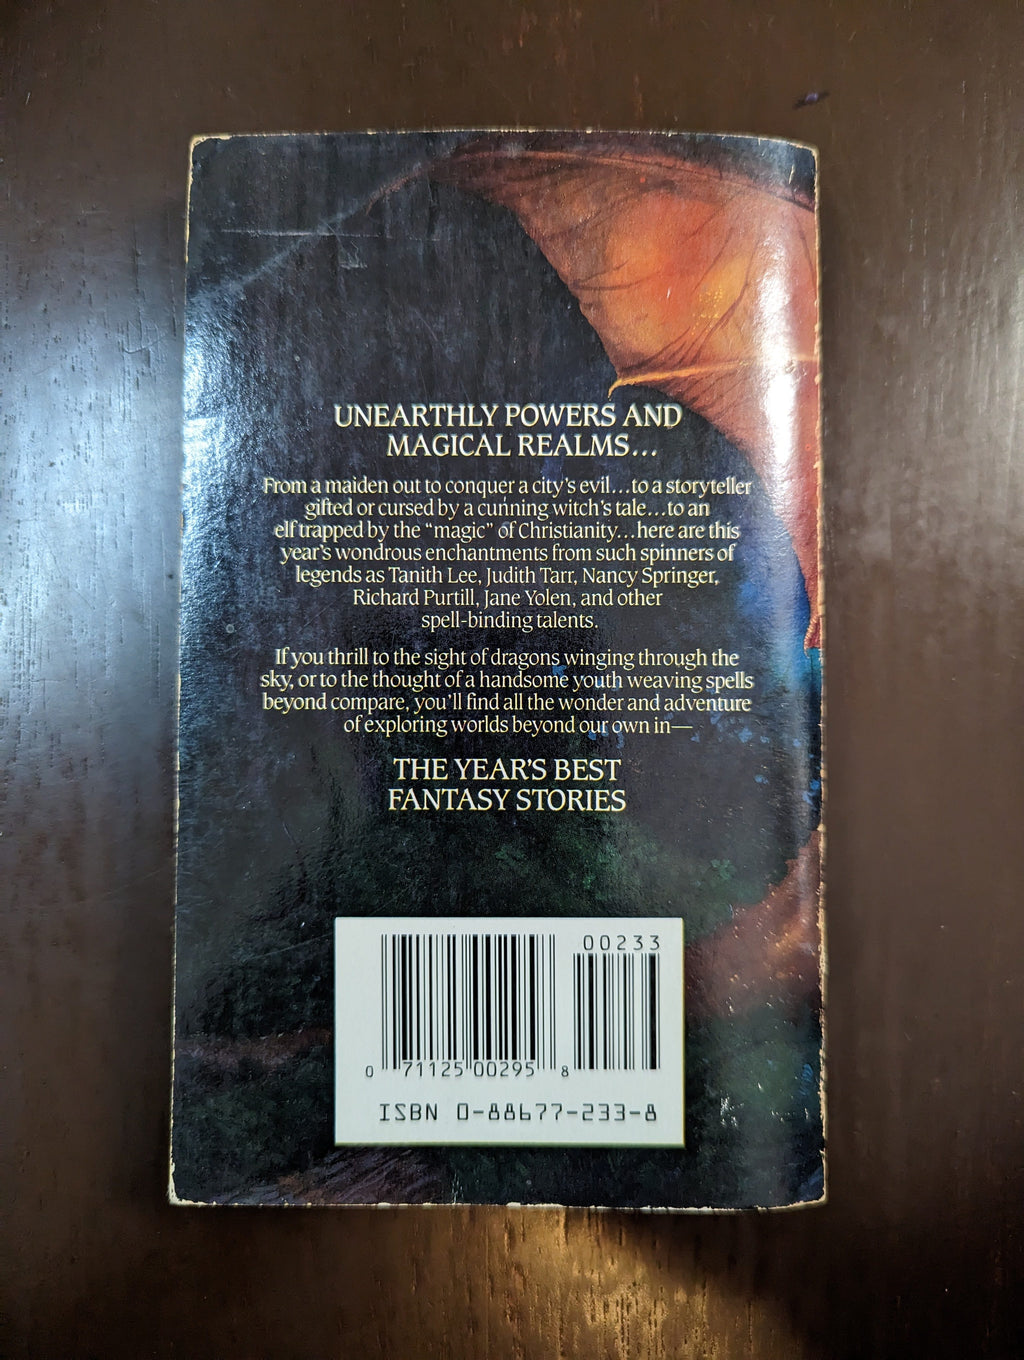 UNEARTHLY POWERS AND
MAGICAL REALMS...
From a maiden out to conquer a city's evil...to a storyteller
gifted or cursed by a cunning witch's tale...to an
elf trapped by the “magic” of Christianity...here are this
year's wondrous enchantments from such spinners of
legends as Tanith Lee, Judith Tarr, Nancy Springer,
Richard Purtill, Jane Yolen, and other
spell-binding talents.
If you thrill to the sight of dragons winging through the
sky, or to the thought of a handsome youth weaving spells
beyond compare, you'll find all the wonder and adventure
of exploring worlds beyond our own in—
THE YEAR'S BEST
FANTASY STORIES
00233
0 71125 00295 8
ISBN 0-88677-233-8